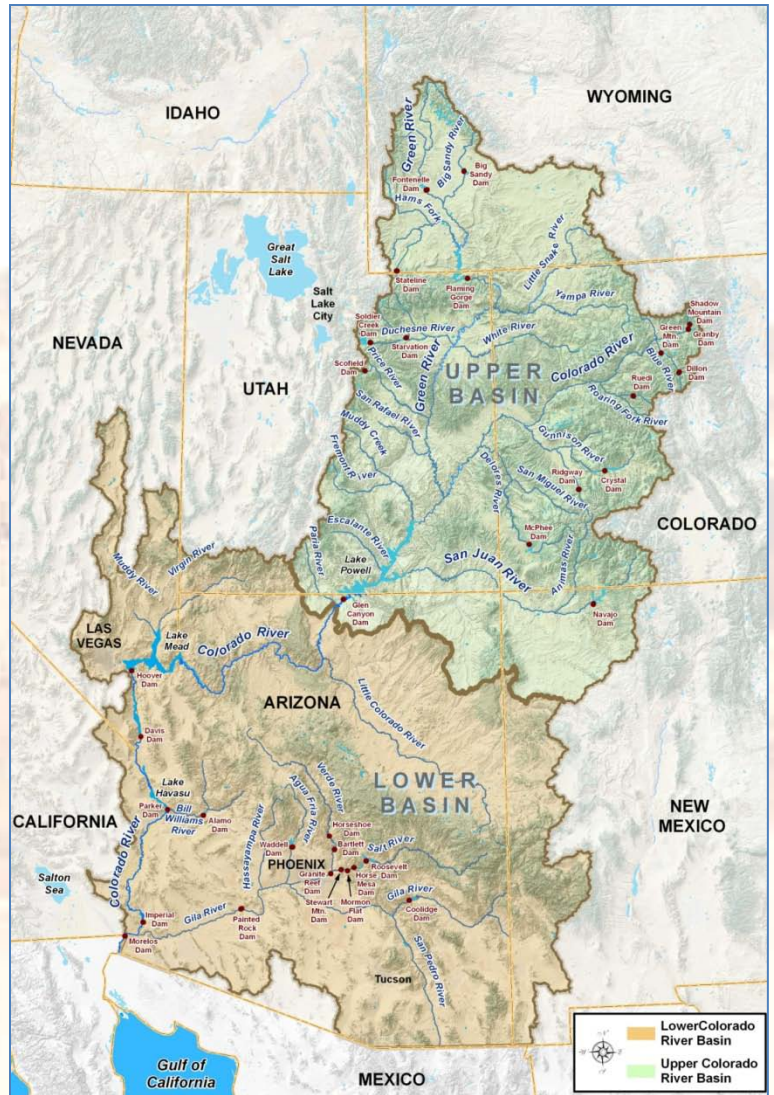 IDAHO
WYOMING
Green River
Big Sandy River
Big
Sandy
Dam
Fontenelle
Dam
Hams Fork
Little Snake River
Great
Salt
Lake
Stateline
Dam
Flaming
Gorge
Dam
Yampa River
Salt
Lake
City
Shadow
Mountain
Dam
Soldier
Creek Dam
Duchesne River
Starvation
Dam
White River
Green
Mtn.
Dam
Granby
Dam
NEVADA
Scofield
Dam
Price River
Green River
UPPER
BASIN
Colorado River
Blue River
Dillon
Dam
UTAH
San Rafael River
Ruedi
Dam
Roaring Fork River
Muddy Creek
Gunnison River
Fremont River
Delores River
Ridgway
Dam
Crystal
Dam
San Miguel River
COLORADO
Escalante River
McPhee
Dam
Paria River
Lake
Powell
San Juan River
Animas River
Muddy River
Virgin River
Glen
Canyon
Dam
Navajo
Dam
LAS
VEGAS
Lake
Mead
Colorado River
Hoover
Dam
ARIZONA
Little Colorado River
Davis
Dam
LOWER
BASIN
Lake
Havasu
Verde River
Agua Fria River
Parker
Dam
Bill
Williams
River
Alamo
Dam
NEW
MEXICO
CALIFORNIA
Hassayampa River
Horseshoe
Dam
Waddell
Dam
Bartlett
Dam
Salt River
Colorado River
PHOENIX
Roosevelt
Dam
Granite
Reef
Dam
Horse
Mesa
Dam
Salton
Sea
Stewart
Mtn.
Dam
Mormon
Flat
Dam
Gila River
Imperial
Dam
Gila River
Painted
Rock
Dam
Coolidge
Dam
Morelos
Dam
San Pedro River
Tucson
Gulf of
California
MEXICO
LowerColorado
River Basin
Upper Colorado
River Basin